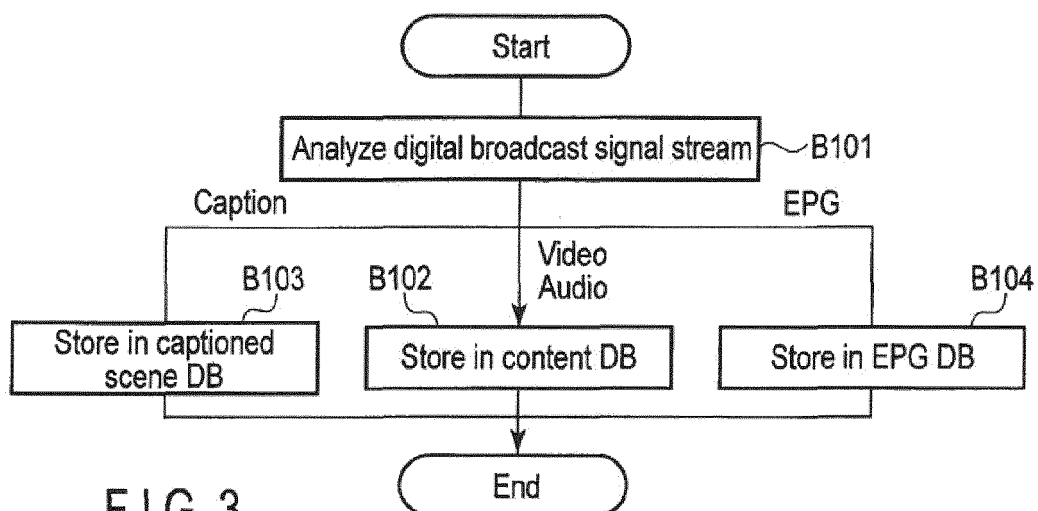 Start
Analyze digital broadcast signal stream
B101
Caption
EPG
Video
Audio
B103
B102
B104
Store in captioned
scene DB
Store in content DB
Store in EPG DB
End
FIG. 3